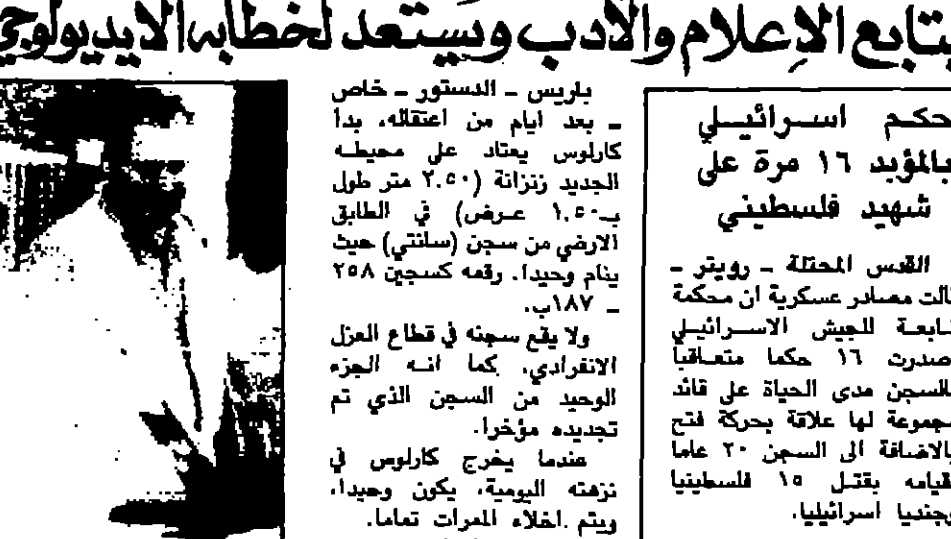 يتابع الإعلام والأدب ويستعد لخطابه الايديولوجي
حكم اسرائيلي
بالمؤبد ١٦ مرة على
شهيد فلسطيني
القدس المحتلة - رويتر -
قالت مصادر عسكرية ان محكمة
تابعة للجيش الاسرائيلي
اصدرت ١٦ حكما متعاقبا
بالسجن مدى الحياة على قائد
مجموعة لها علاقة بحركة فتح
بالاضافة الى السجن ٢٠ عاما
لقيامه بقتل ١٥ فلسطينيا
وجنديا اسرائيليا.
باريس - الدستور - خاص
- بعد ايام من اعتقاله، بدا
كارلوس يعتاد على محيطه
الجديد زنزانة (٢.٥٠ متر طول
بـ١.٥٠ عرض) في الطابق
الارضي من سجن (سانتي) حيث
ينام وحيدا. رقمه كسجين ٢٥٨
- ١٨٧ب.
ولا يقع سجنه في قطاع العزل
الانفرادي، كما انه الجزء
الوحيد من السجن الذي تم
تجديده مؤخرا.
عندما يخرج كارلوس في
نزهته اليومية، يكون وحيدا،
ويتم اخلاء الممرات تماما.